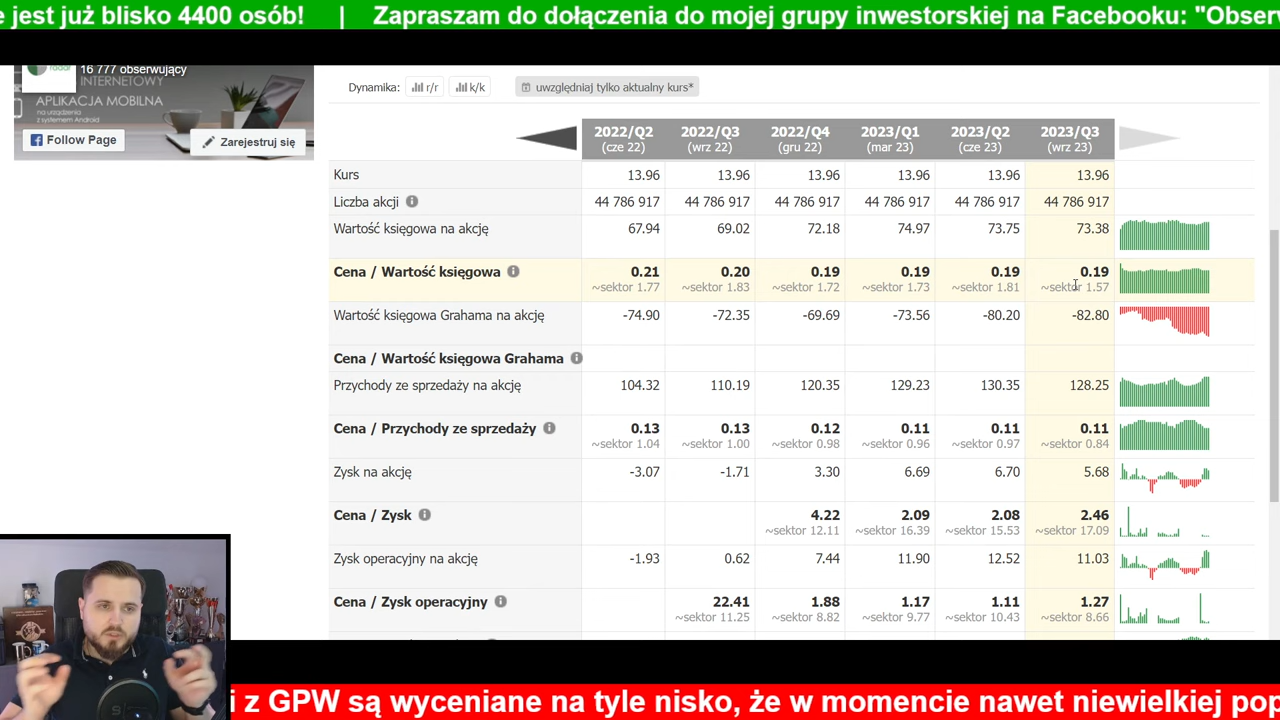 e jest już blisko 4400 osób! | Zapraszam do dołączenia do mojej grupy inwestorskiej na Facebooku: "Obser
16 777 obserwujący
INTERNETOWY
APLIKACJA MOBILNA
na urządzenia
z systemem Android
Follow Page
Zarejestruj się
Dynamika: r/r k/k uwzględniaj tylko aktualny kurs*
2022/Q2 2022/Q3 2022/Q4 2023/Q1 2023/Q2 2023/Q3
(cze 22) (wrz 22) (gru 22) (mar 23) (cze 23) (wrz 23)
Kurs 13.96 13.96 13.96 13.96 13.96 13.96
Liczba akcji 44 786 917 44 786 917 44 786 917 44 786 917 44 786 917 44 786 917
Wartość księgowa na akcję 67.94 69.02 72.18 74.97 73.75 73.38
Cena / Wartość księgowa 0.21 0.20 0.19 0.19 0.19 0.19
~sektor 1.77 ~sektor 1.83 ~sektor 1.72 ~sektor 1.73 ~sektor 1.81 ~sektor 1.57
Wartość księgowa Grahama na akcję -74.90 -72.35 -69.69 -73.56 -80.20 -82.80
Cena / Wartość księgowa Grahama
Przychody ze sprzedaży na akcję 104.32 110.19 120.35 129.23 130.35 128.25
Cena / Przychody ze sprzedaży 0.13 0.13 0.12 0.11 0.11 0.11
~sektor 1.04 ~sektor 1.00 ~sektor 0.98 ~sektor 0.96 ~sektor 0.97 ~sektor 0.84
Zysk na akcję -3.07 -1.71 3.30 6.69 6.70 5.68
Cena / Zysk 4.22 2.09 2.08 2.46
~sektor 12.11 ~sektor 16.39 ~sektor 15.53 ~sektor 17.09
Zysk operacyjny na akcję -1.93 0.62 7.44 11.90 12.52 11.03
Cena / Zysk operacyjny 22.41 1.88 1.17 1.11 1.27
~sektor 11.25 ~sektor 8.82 ~sektor 9.77 ~sektor 10.43 ~sektor 8.66
i z GPW są wyceniane na tyle nisko, że w momencie nawet niewielkiej pop